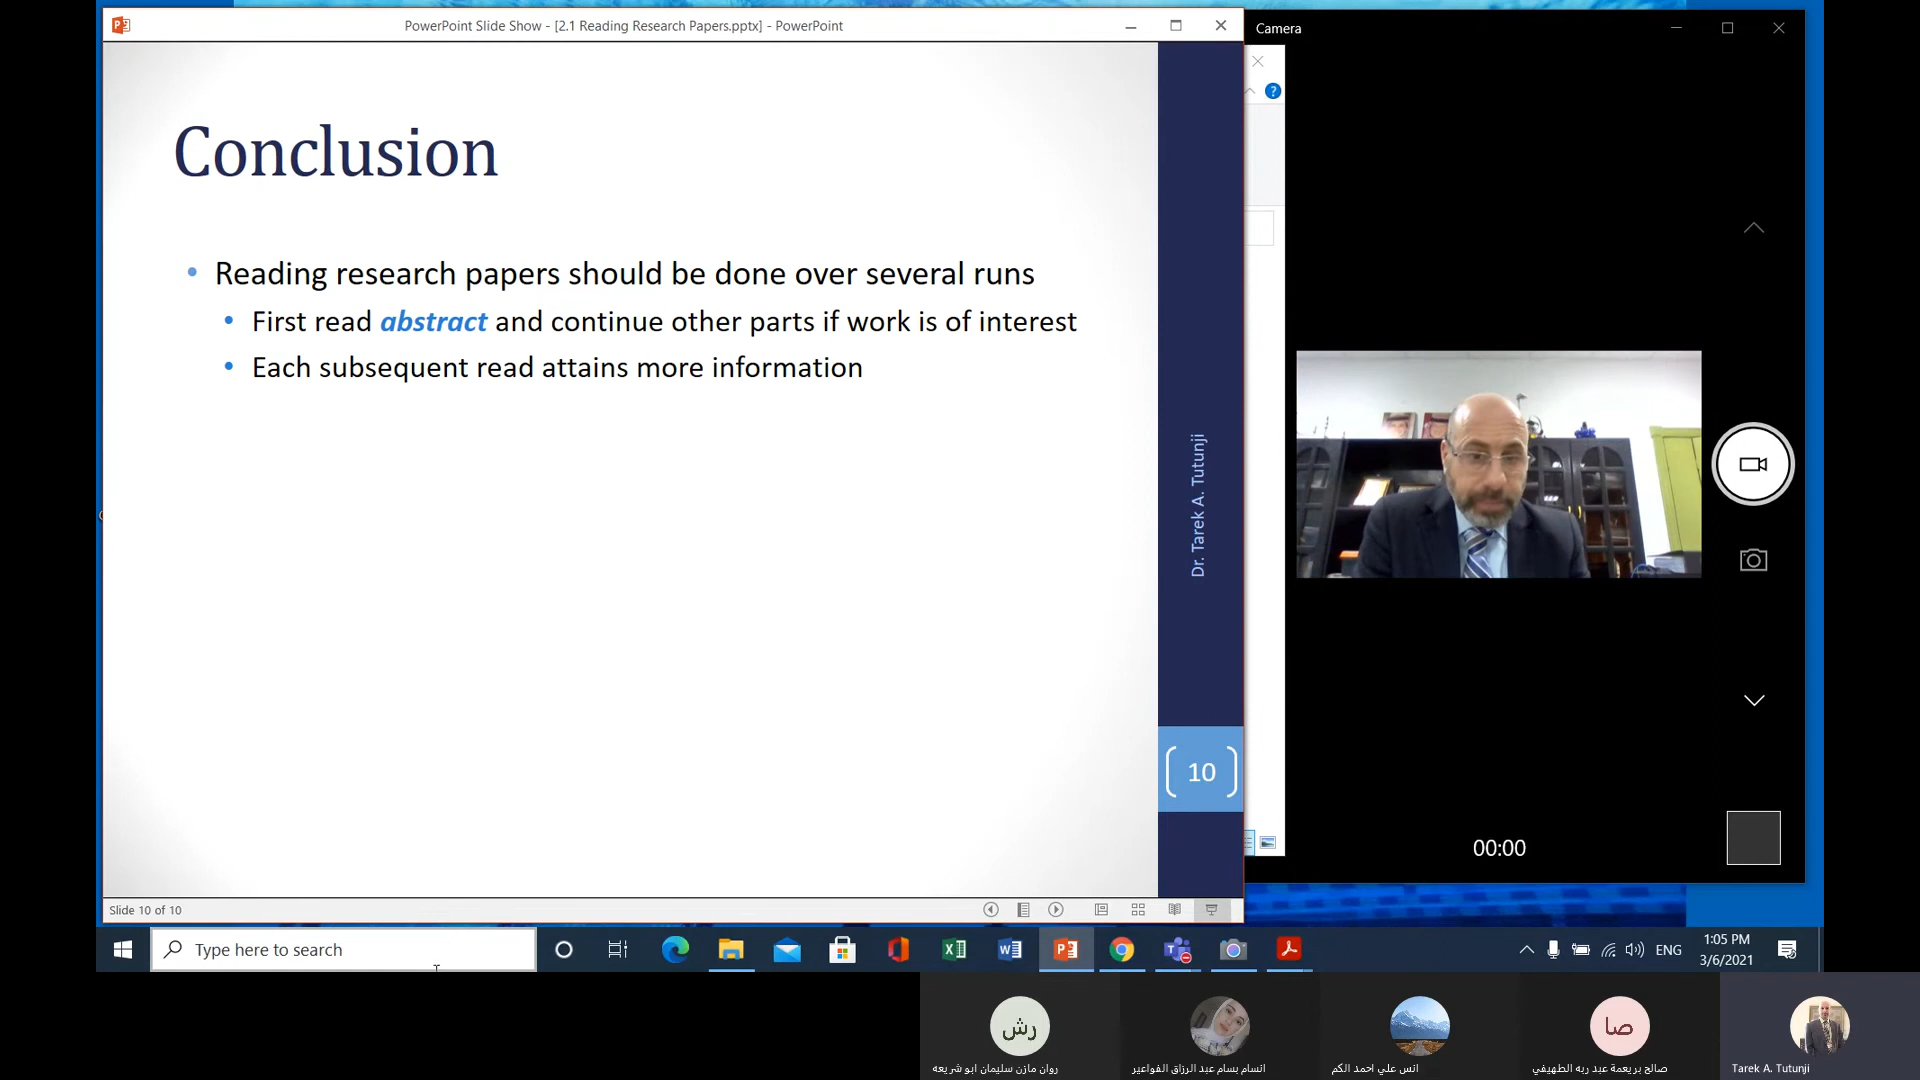 PowerPoint Slide Show - [2.1 Reading Research Papers.pptx] - PowerPoint
Camera
Conclusion
• Reading research papers should be done over several runs
• First read abstract and continue other parts if work is of interest
• Each subsequent read attains more information
Dr. Tarek A. Tutunji
10
00:00
Slide 10 of 10
Type here to search
ENG
1:05 PM
3/6/2021
رش
صا
روان مازن سليمان ابو شريعه
انسام بسام عبد الرزاق الفواعير
انس علي احمد الكم
صالح بريعمة عبد ربه الطهيفي
Tarek A. Tutunji